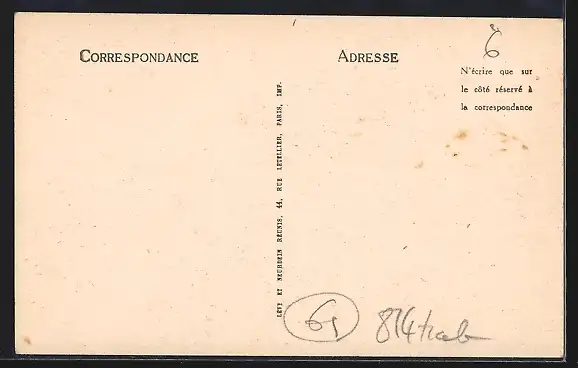 CORRESPONDANCE
ADRESSE
6
N'écrire que sur
le côté réservé à
la correspondance
LÉVY ET NEURDEIN RÉUNIS, 44, RUE LETELLIER, PARIS, IMP.